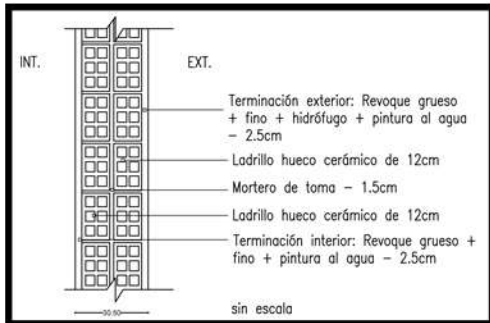 INT.
EXT.
Terminación exterior: Revoque grueso
+ fino + hidrófugo + pintura al agua
- 2.5cm
Ladrillo hueco cerámico de 12cm
Mortero de toma - 1.5cm
Ladrillo hueco cerámico de 12cm
Terminación interior: Revoque grueso +
fino + pintura al agua - 2.5cm
sin escala